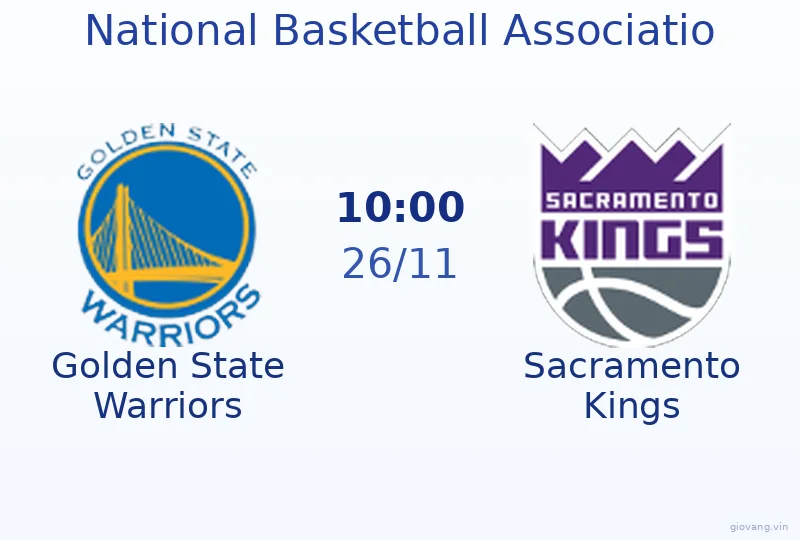 National Basketball Associatio
GOLDEN STATE
WARRIORS
SACRAMENTO
KINGS
10:00
26/11
Golden State
Warriors
Sacramento
Kings
giovang.vin